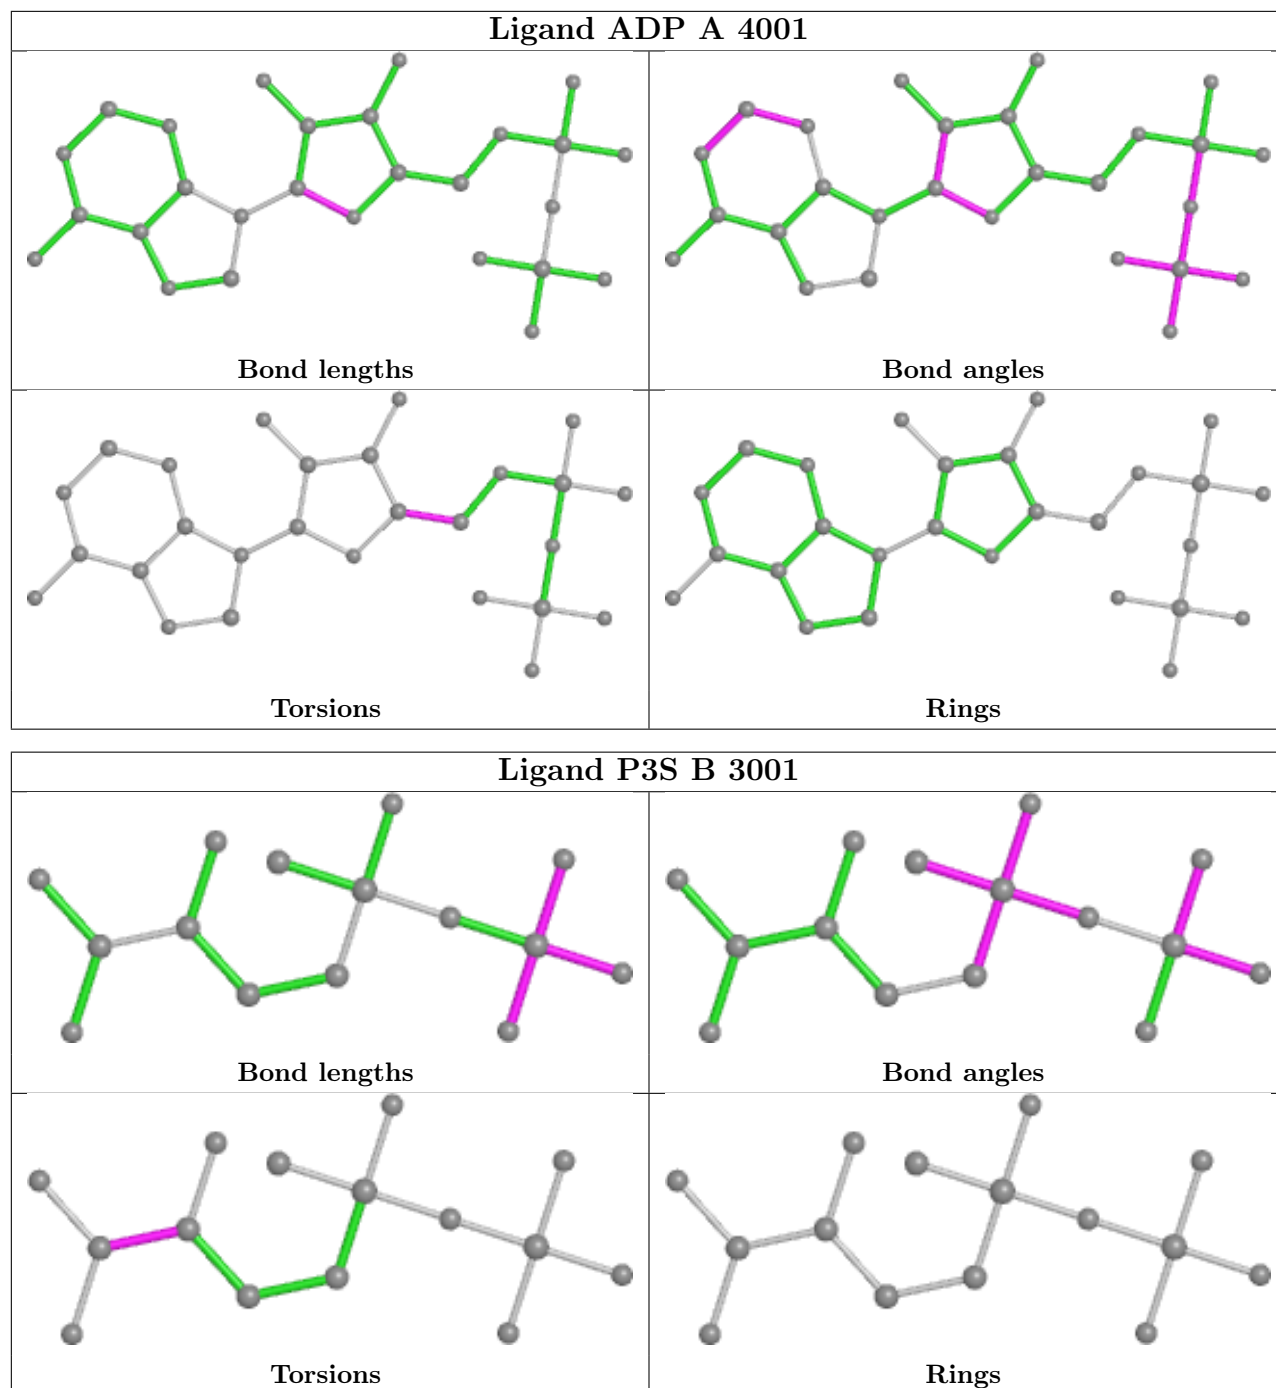 Ligand ADP A 4001
Bond lengths
Bond angles
Torsions
Rings
Ligand P3S B 3001
Bond lengths
Bond angles
Torsions
Rings